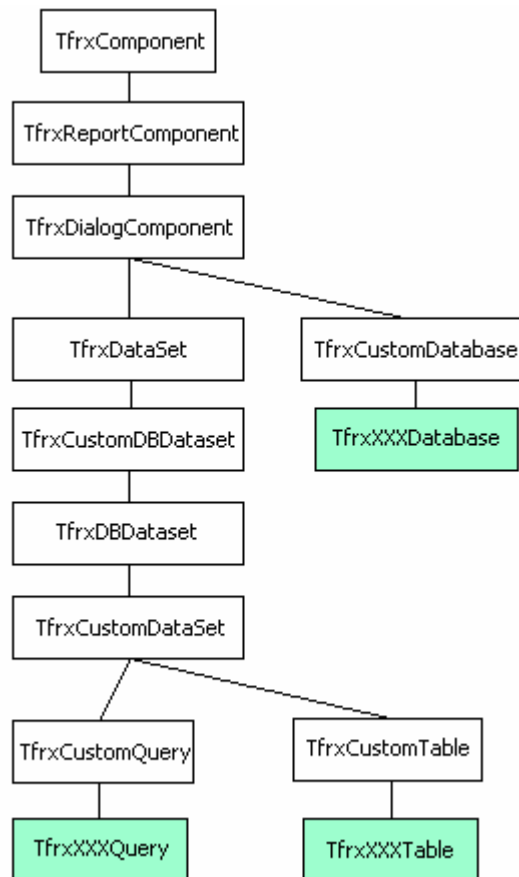 TfrxComponent
TfrxReportComponent
TfrxDialogComponent
TfrxDataSet
TfrxCustomDatabase
TfrxCustomDBDataset
TfrxXXXDatabase
TfrxDBDataset
TfrxCustomDataSet
TfrxCustomQuery
TfrxCustomTable
TfrxXXXQuery
TfrxXXXTable